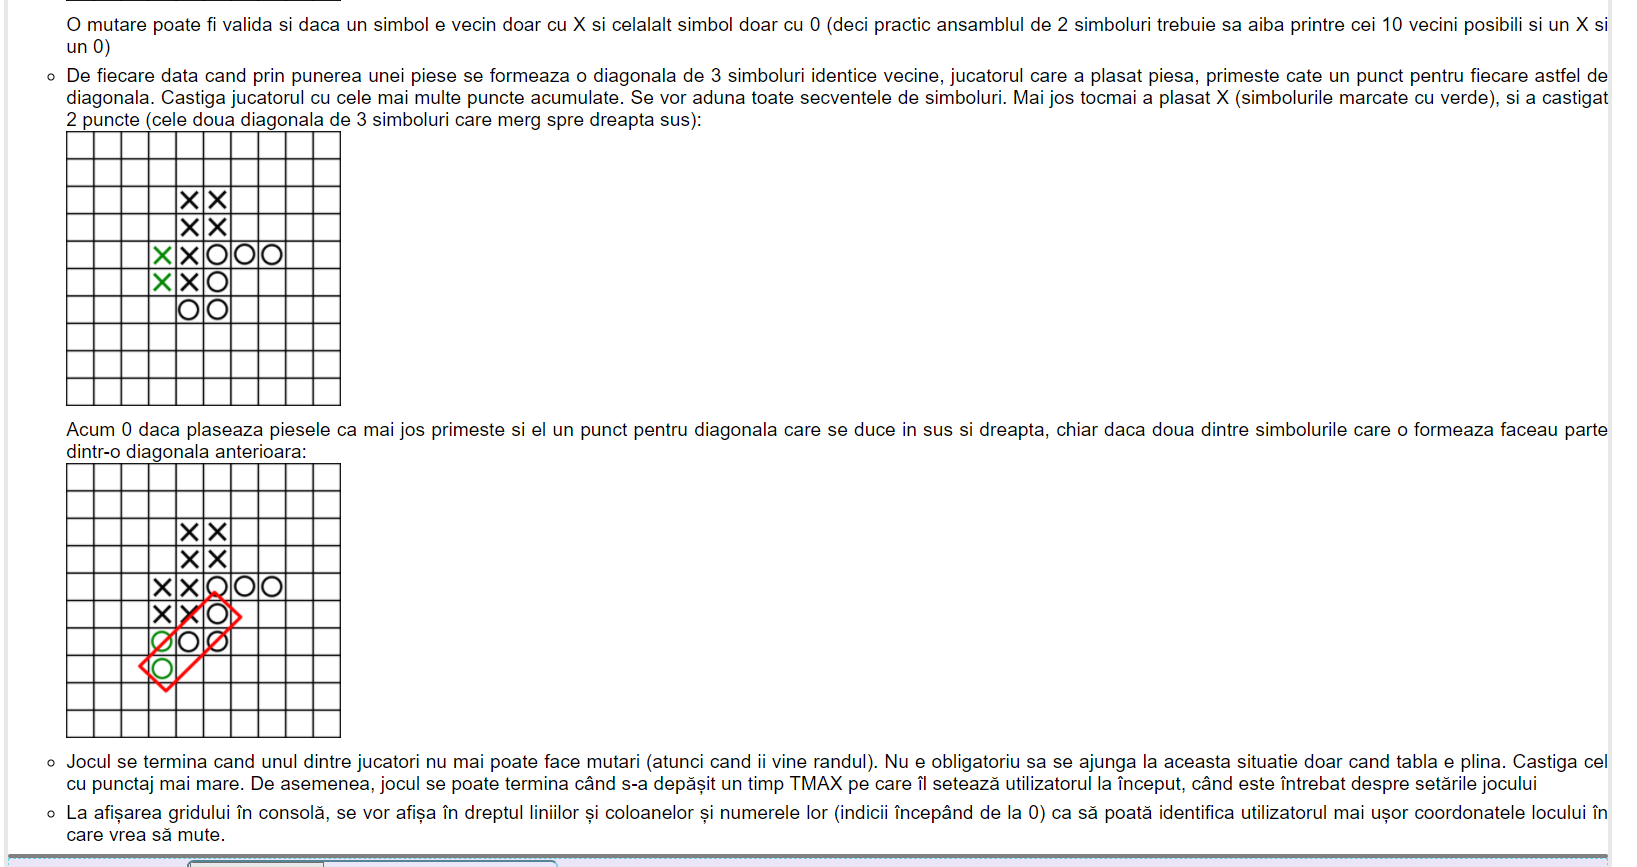 O mutare poate fi valida si daca un simbol e vecin doar cu X si celalalt simbol doar cu 0 (deci practic ansamblul de 2 simboluri trebuie sa aiba printre cei 10 vecini posibili si un X si
un 0)
De fiecare data cand prin punerea unei piese se formeaza o diagonala de 3 simboluri identice vecine, jucatorul care a plasat piesa, primeste cate un punct pentru fiecare astfel de
diagonala. Castiga jucatorul cu cele mai multe puncte acumulate. Se vor aduna toate secventele de simboluri. Mai jos tocmai a plasat X (simbolurile marcate cu verde), si a castigat
2 puncte (cele doua diagonala de 3 simboluri care merg spre dreapta sus):
X X
X X
X X O O O
X X O
O O
Acum 0 daca plaseaza piesele ca mai jos primeste si el un punct pentru diagonala care se duce in sus si dreapta, chiar daca doua dintre simbolurile care o formeaza faceau parte
dintr-o diagonala anterioara:
X X
X X
X X O O O
X X O
O O O
O
Jocul se termina cand unul dintre jucatori nu mai poate face mutari (atunci cand ii vine randul). Nu e obligatoriu sa se ajunga la aceasta situatie doar cand tabla e plina. Castiga cel
cu punctaj mai mare. De asemenea, jocul se poate termina când s-a depășit un timp TMAX pe care îl setează utilizatorul la început, când este întrebat despre setările jocului
La afișarea gridului în consolă, se vor afișa în dreptul liniilor și coloanelor și numerele lor (indicii începând de la 0) ca să poată identifica utilizatorul mai ușor coordonatele locului în
care vrea să mute.